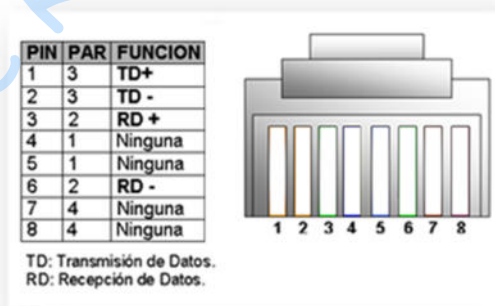 PIN PAR FUNCION
1 3 TD+
2 3 TD -
3 2 RD +
4 1 Ninguna
5 1 Ninguna
6 2 RD -
7 4 Ninguna
8 4 Ninguna
TD: Transmisión de Datos.
RD: Recepción de Datos.
1 2 3 4 5 6 7 8